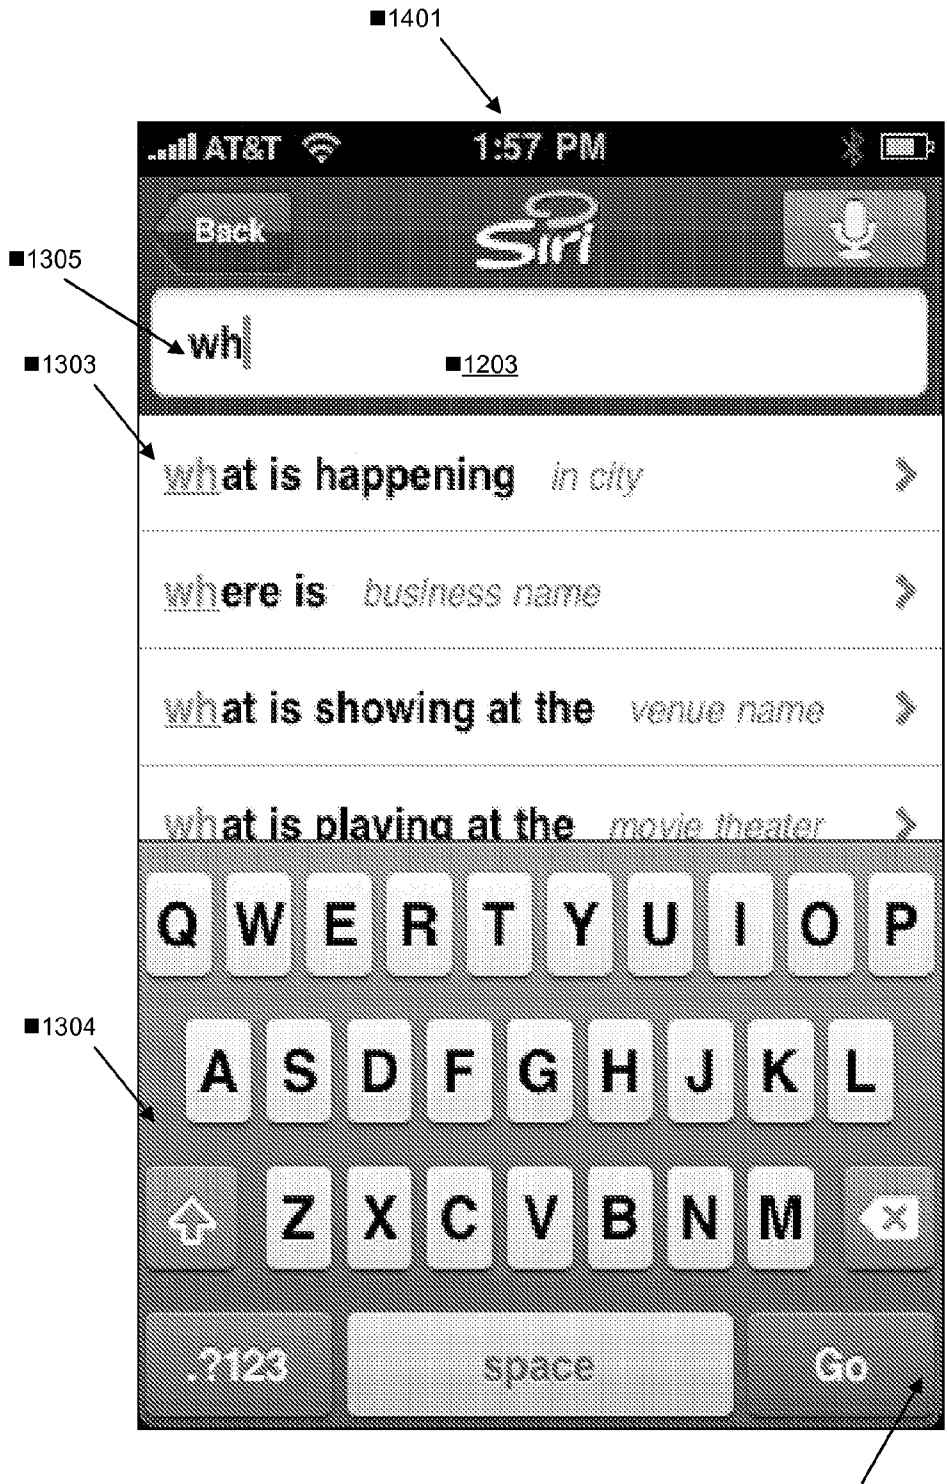 ■1401
AT&T 1:57 PM
Back Siri
■1305
wh
■1303
■1203
what is happening in city
where is business name
what is showing at the venue name
what is playing at the movie theater
Q W E R T Y U I O P
■1304
A S D F G H J K L
Z X C V B N M
.?123 space Go